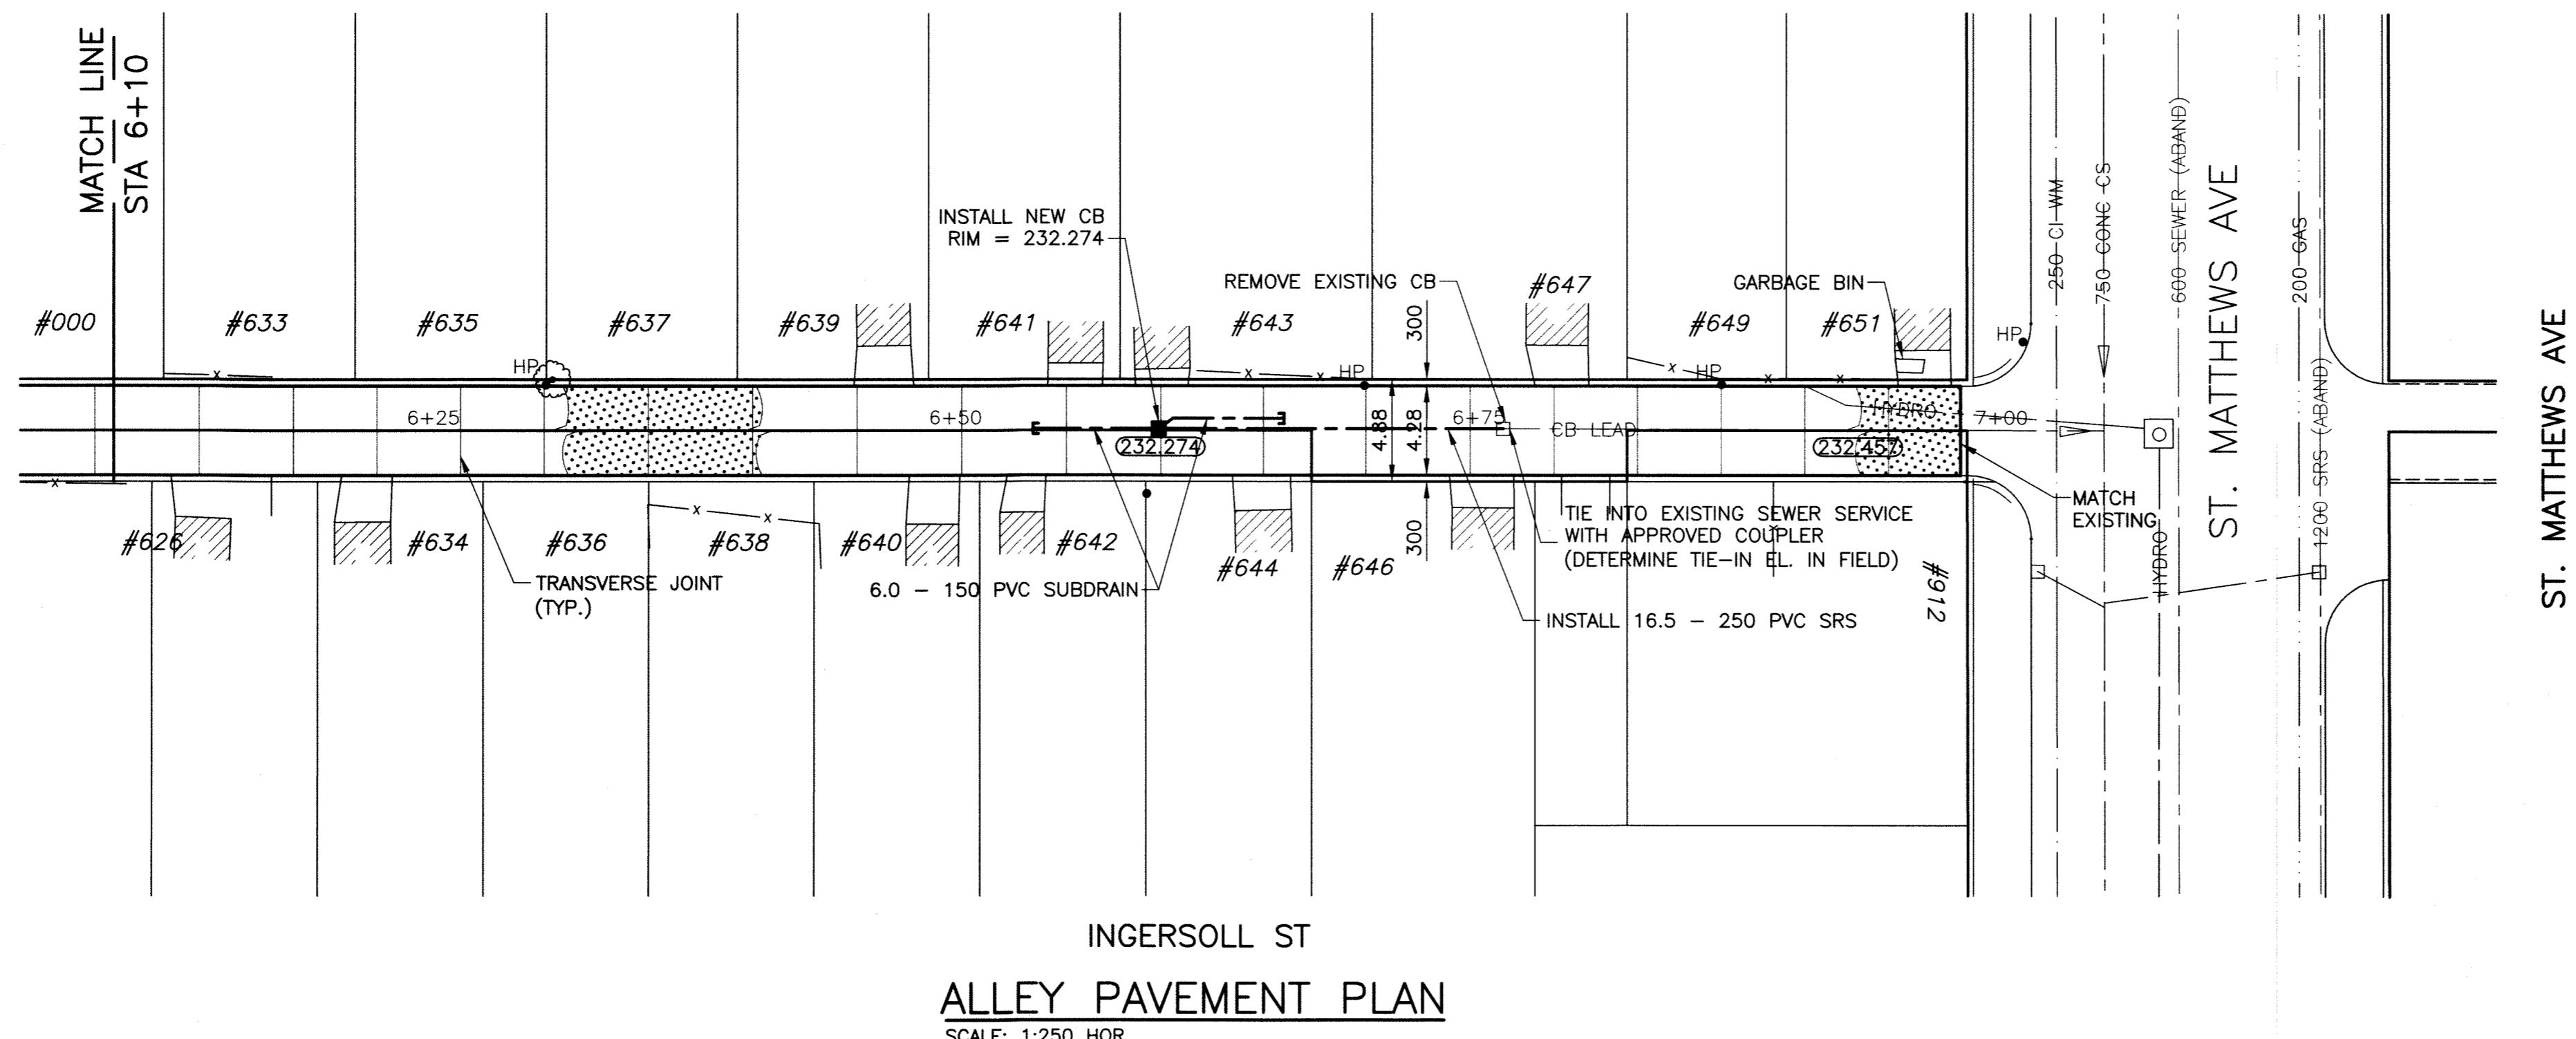 MATCH LINE
STA 6+10
INSTALL NEW CB
RIM = 232.274
REMOVE EXISTING CB
#647
GARBAGE BIN
#000
#633
#635
#637
#639
#641
#643
300
#649
#651
HP
HP
HP
HP
6+25
6+50
4.88
4.28
6+75
CB LEAD
HYDRO
7+00
232.274
232.457
MATCH
EXISTING
#626
#634
#636
#638
#640
#642
#644
#646
300
TIE INTO EXISTING SEWER SERVICE
WITH APPROVED COUPLER
(DETERMINE TIE-IN EL. IN FIELD)
#912
TRANSVERSE JOINT
(TYP.)
6.0 - 150 PVC SUBDRAIN
INSTALL 16.5 - 250 PVC SRS
250 CI WM
750 CONC CS
600 SEWER (ABAND)
ST. MATTHEWS AVE
200 GAS
1200 SRS (ABAND)
HYDRO
ST. MATTHEWS AVE
INGERSOLL ST
ALLEY PAVEMENT PLAN
SCALE: 1:250 HOR